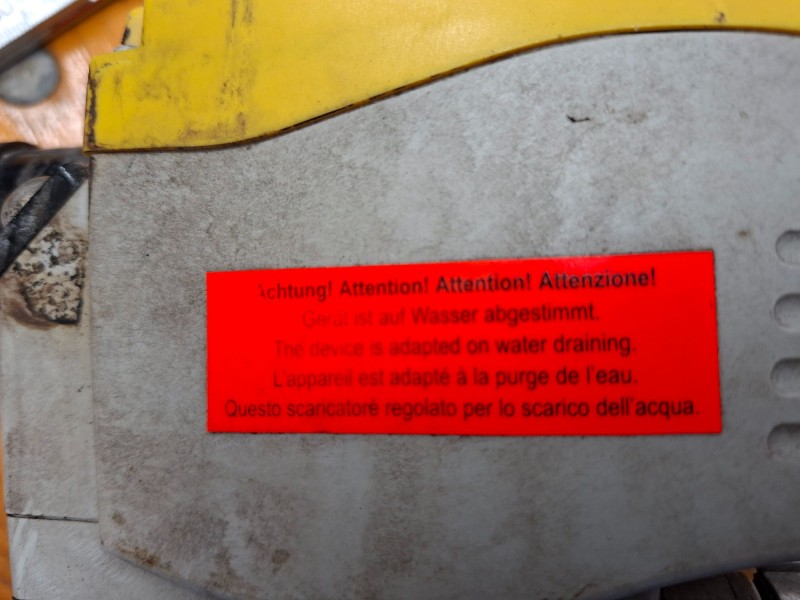 Achtung! Attention! Attention! Attenzione!
Gerät ist auf Wasser abgestimmt.
The device is adapted on water draining.
L'appareil est adapté à la purge de l'eau.
Questo scaricatore regolato per lo scarico dell'acqua.